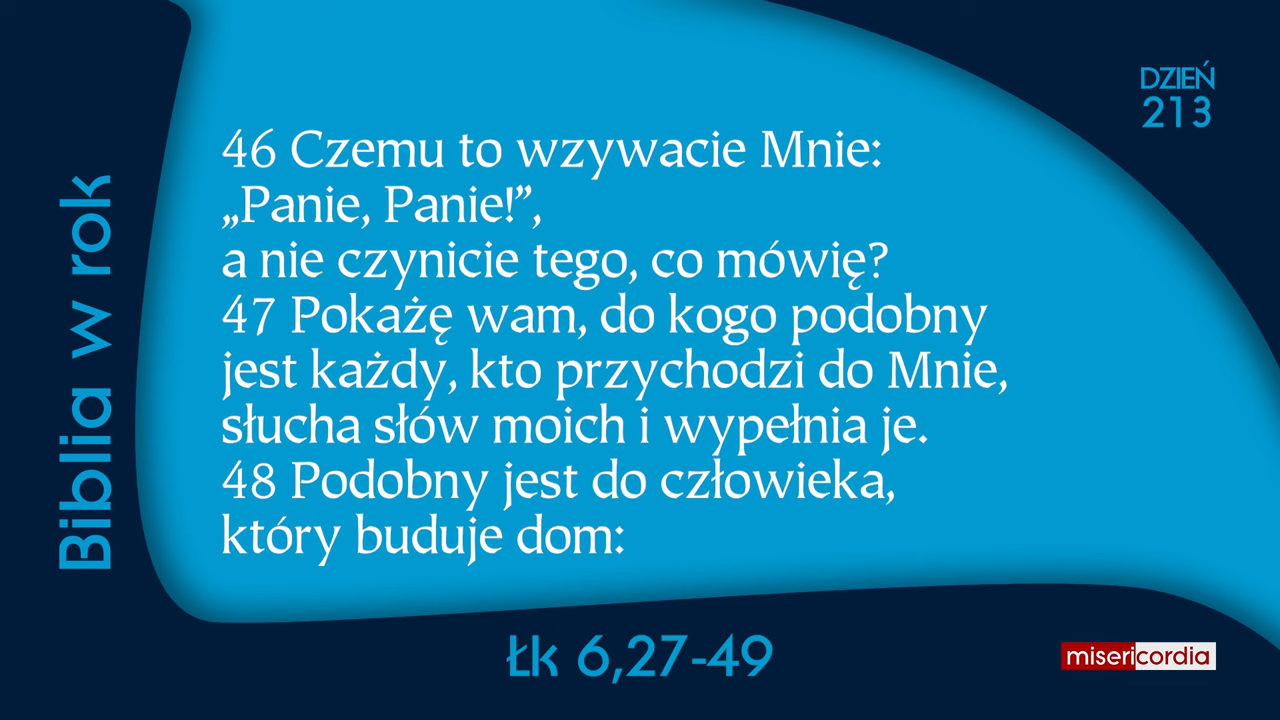 DZIEŃ
213
Biblia w rok
46 Czemu to wzywacie Mnie:
„Panie, Panie!”,
a nie czynicie tego, co mówię?
47 Pokażę wam, do kogo podobny
jest każdy, kto przychodzi do Mnie,
słucha słów moich i wypełnia je.
48 Podobny jest do człowieka,
który buduje dom:
Łk 6,27-49
misericordia